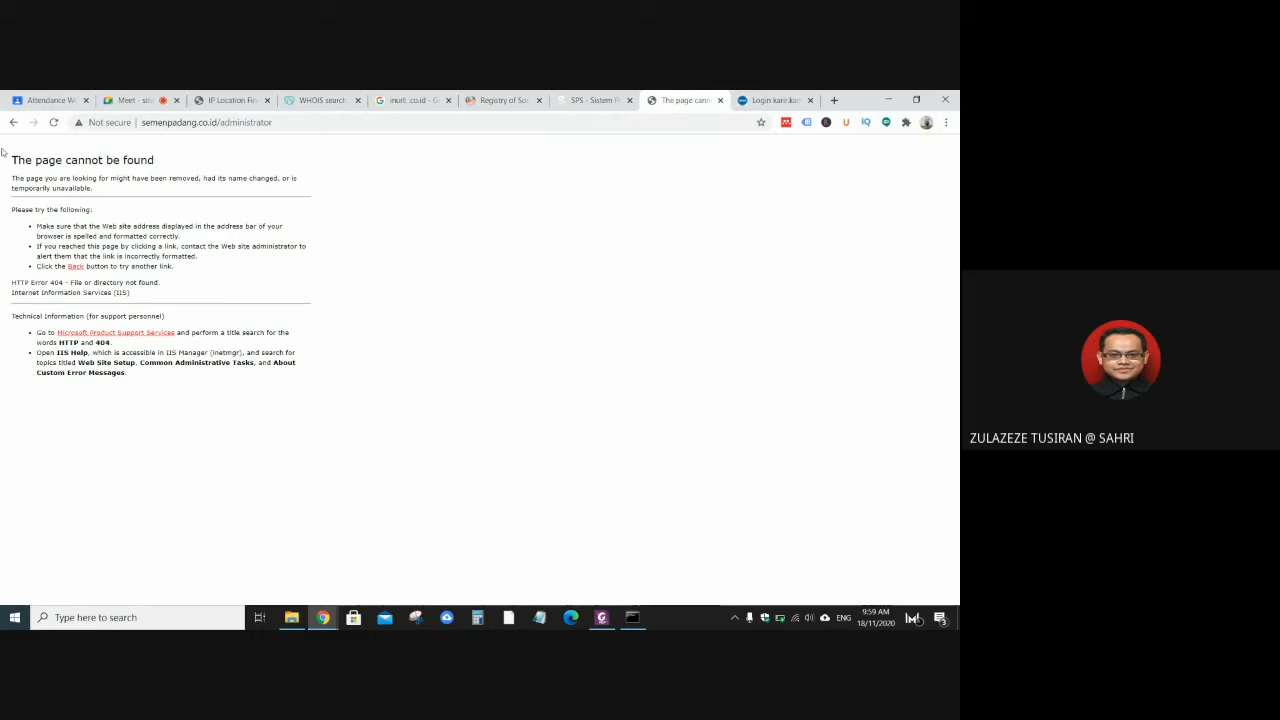 Attendance W
Meet - sdv
IP Location Fin
WHOIS search
inurl: .co.id - G
Registry of So
SPS - Sistem P
The page cann
Login karir.kan
Not secure | semenpadang.co.id/administrator
The page cannot be found
The page you are looking for might have been removed, had its name changed, or is
temporarily unavailable.
Please try the following:
• Make sure that the Web site address displayed in the address bar of your
browser is spelled and formatted correctly.
• If you reached this page by clicking a link, contact the Web site administrator to
alert them that the link is incorrectly formatted.
• Click the Back button to try another link.
HTTP Error 404 - File or directory not found.
Internet Information Services (IIS)
Technical Information (for support personnel)
• Go to Microsoft Product Support Services and perform a title search for the
words HTTP and 404.
• Open IIS Help, which is accessible in IIS Manager (inetmgr), and search for
topics titled Web Site Setup, Common Administrative Tasks, and About
Custom Error Messages.
ZULAZEZE TUSIRAN @ SAHRI
Type here to search
ENG
9:59 AM
18/11/2020